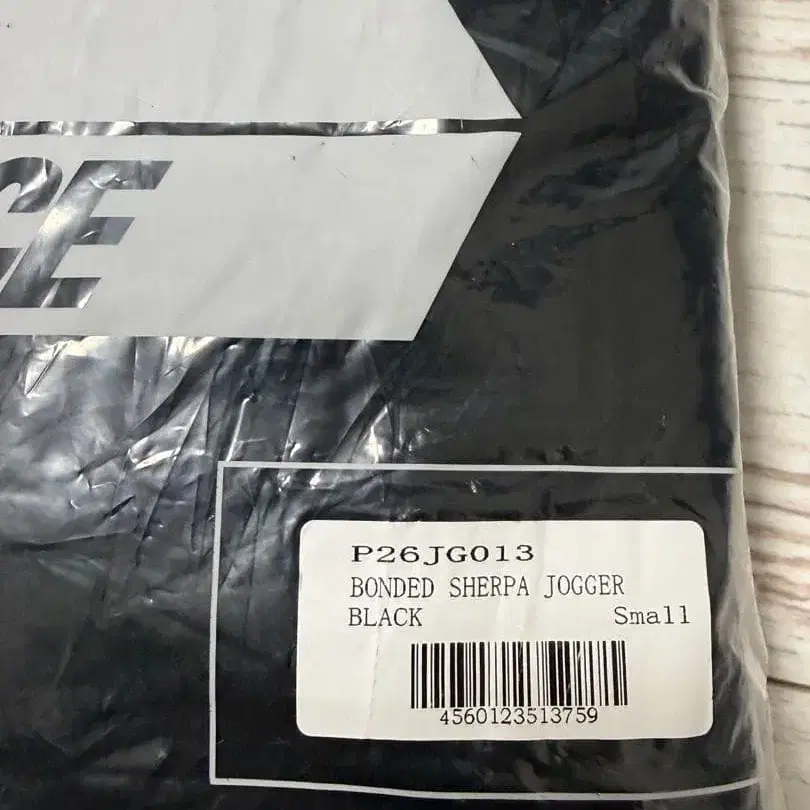 CE
P26JG013
BONDED SHERPA JOGGER
BLACK Small
4560123513759